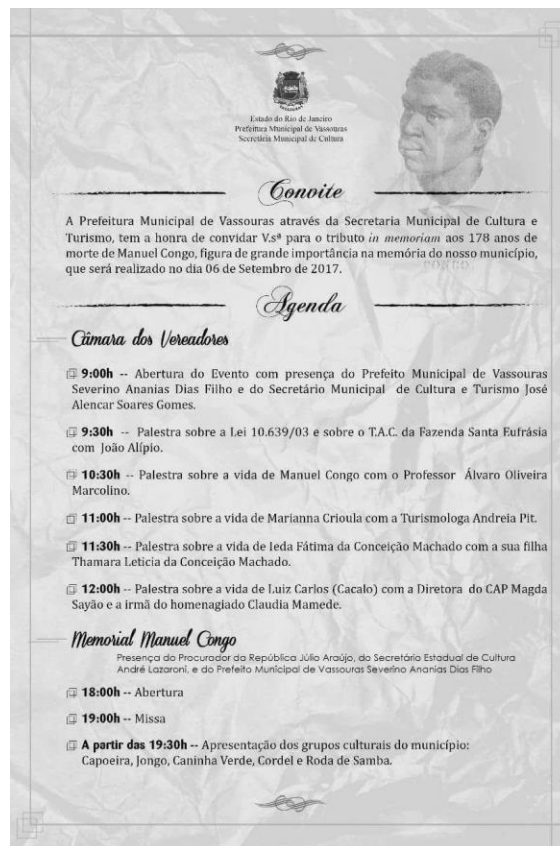 Estado do Rio de Janeiro
Prefeitura Municipal de Vassouras
Secretaria Municipal de Cultura
Convite
A Prefeitura Municipal de Vassouras através da Secretaria Municipal de Cultura e
Turismo, tem a honra de convidar V.sª para o tributo in memoriam aos 178 anos de
morte de Manuel Congo, figura de grande importância na memória do nosso município,
que será realizado no dia 06 de Setembro de 2017.
Agenda
Câmara dos Vereadores
9:00h -- Abertura do Evento com presença do Prefeito Municipal de Vassouras
Severino Ananias Dias Filho e do Secretário Municipal de Cultura e Turismo José
Alencar Soares Gomes.
9:30h -- Palestra sobre a Lei 10.639/03 e sobre o T.A.C. da Fazenda Santa Eufrásia
com João Alípio.
10:30h -- Palestra sobre a vida de Manuel Congo com o Professor Álvaro Oliveira
Marcolino.
11:00h -- Palestra sobre a vida de Marianna Crioula com a Turismologa Andreia Pit.
11:30h -- Palestra sobre a vida de Ieda Fátima da Conceição Machado com a sua filha
Thamara Leticia da Conceição Machado.
12:00h -- Palestra sobre a vida de Luiz Carlos (Cacalo) com a Diretora do CAP Magda
Sayão e a irmã do homenagiado Claudia Mamede.
Memorial Manuel Congo
Presença do Procurador da República Júlio Araújo, do Secretário Estadual de Cultura
André Lazaroni, e do Prefeito Municipal de Vassouras Severino Ananias Dias Filho
18:00h -- Abertura
19:00h -- Missa
A partir das 19:30h -- Apresentação dos grupos culturais do município:
Capoeira, Jongo, Caninha Verde, Cordel e Roda de Samba.